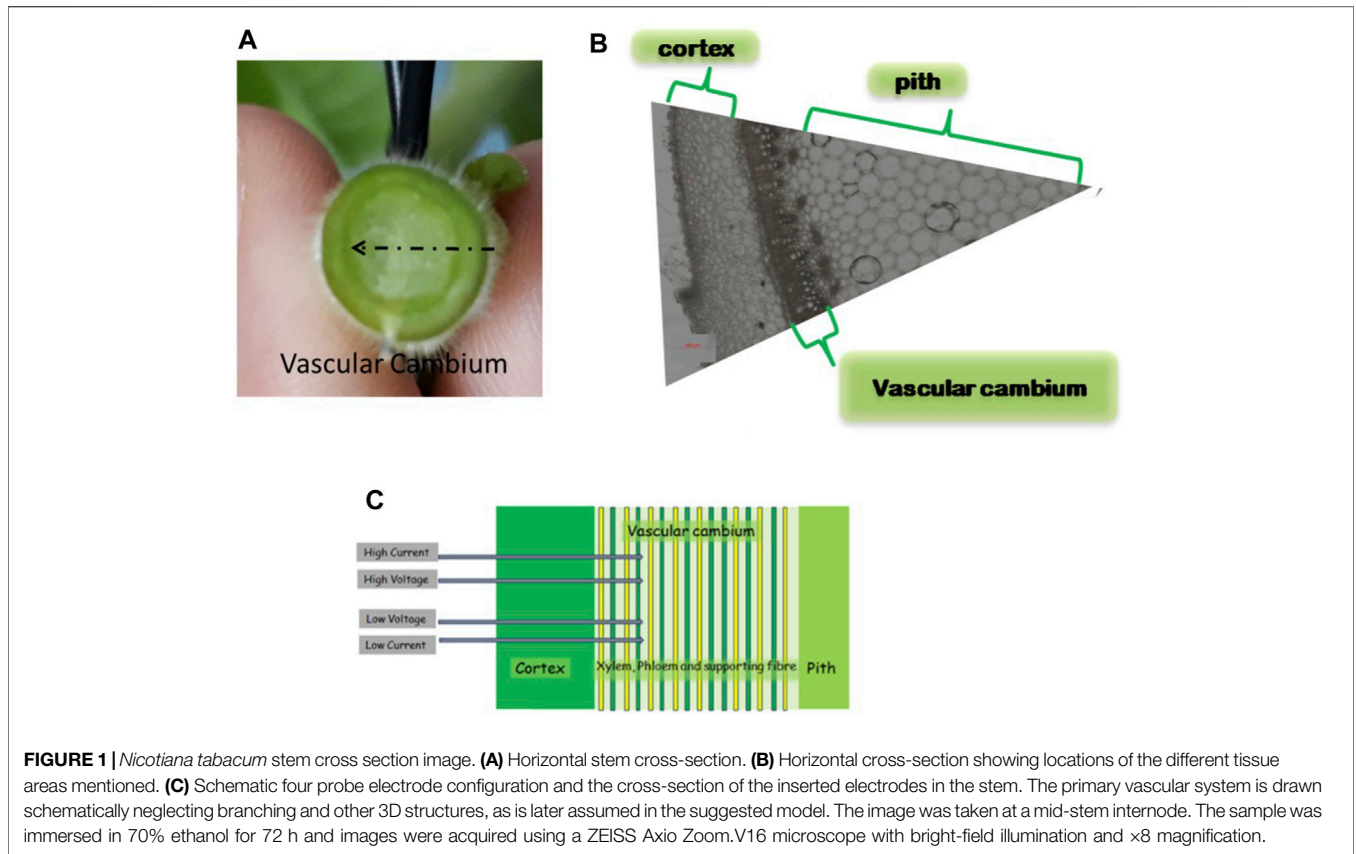 A
Vascular Cambium
B
cortex
pith
Vascular cambium
C
High Current
High Voltage
Low Voltage
Low Current
Vascular cambium
Cortex
Xylem, Phloem and supporting fibre
Pith
FIGURE 1 | Nicotiana tabacum stem cross section image. (A) Horizontal stem cross-section. (B) Horizontal cross-section showing locations of the different tissue
areas mentioned. (C) Schematic four probe electrode configuration and the cross-section of the inserted electrodes in the stem. The primary vascular system is drawn
schematically neglecting branching and other 3D structures, as is later assumed in the suggested model. The image was taken at a mid-stem internode. The sample was
immersed in 70% ethanol for 72 h and images were acquired using a ZEISS Axio Zoom.V16 microscope with bright-field illumination and ×8 magnification.